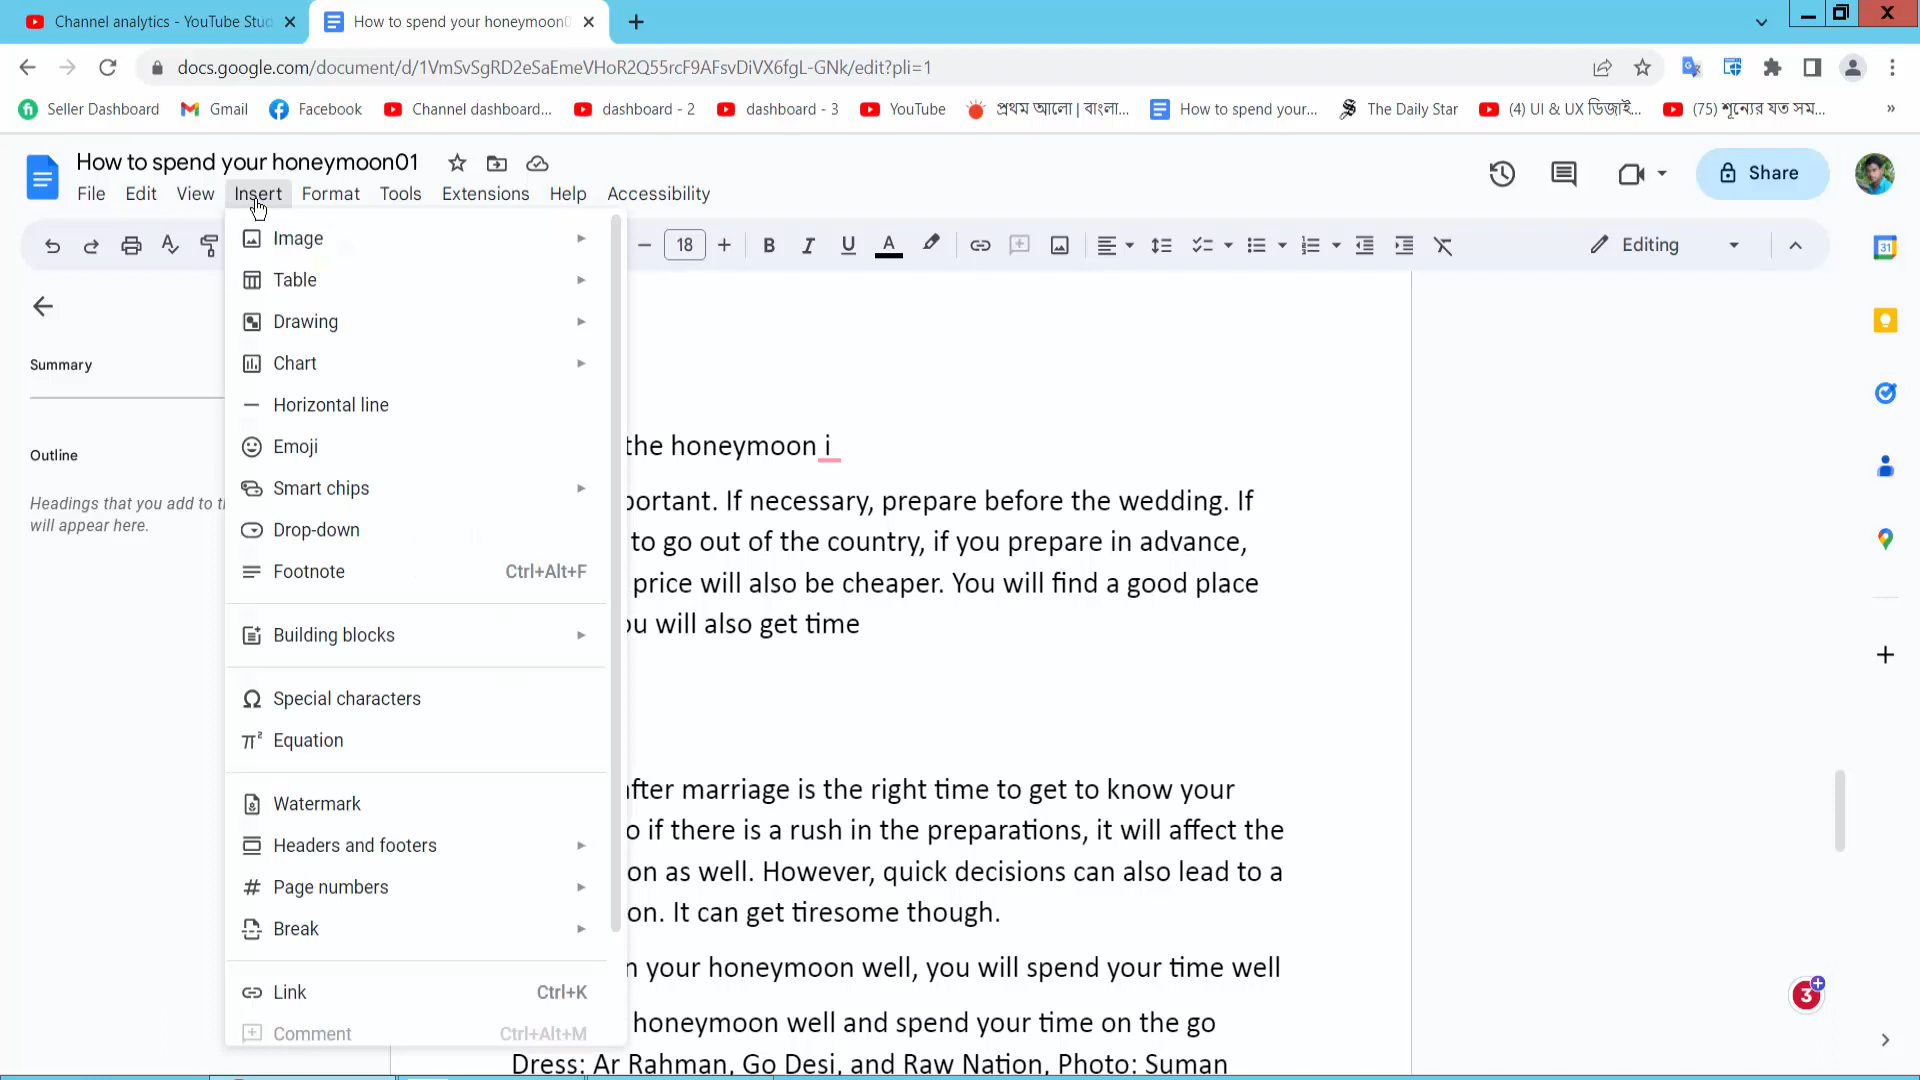 Channel analytics - YouTube Stud
How to spend your honeymoon0
docs.google.com/document/d/1VmSvSgRD2eSaEmeVHoR2Q55rcF9AFsvDiVX6fgL-GNk/edit?pli=1
Seller Dashboard
Gmail
Facebook
Channel dashboard...
dashboard - 2
dashboard - 3
YouTube
প্রথম আলো | বাংলা...
How to spend your...
The Daily Star
(4) UI & UX ডিজাই...
(75) শূন্যের যত সম...
»
How to spend your honeymoon01
File Edit View Insert Format Tools Extensions Help Accessibility
Share
18
Editing
31
Image
Table
Drawing
Chart
Horizontal line
Emoji
Smart chips
Drop-down
Footnote Ctrl+Alt+F
Building blocks
Special characters
Equation
Watermark
Headers and footers
Page numbers
Break
Link Ctrl+K
Comment Ctrl+Alt+M
Summary
Outline
Headings that you add to t
will appear here.
the honeymoon i
portant. If necessary, prepare before the wedding. If
to go out of the country, if you prepare in advance,
price will also be cheaper. You will find a good place
ou will also get time
fter marriage is the right time to get to know your
o if there is a rush in the preparations, it will affect the
on as well. However, quick decisions can also lead to a
on. It can get tiresome though.
n your honeymoon well, you will spend your time well
honeymoon well and spend your time on the go
Dress: Ar Rahman, Go Desi, and Raw Nation, Photo: Suman
3